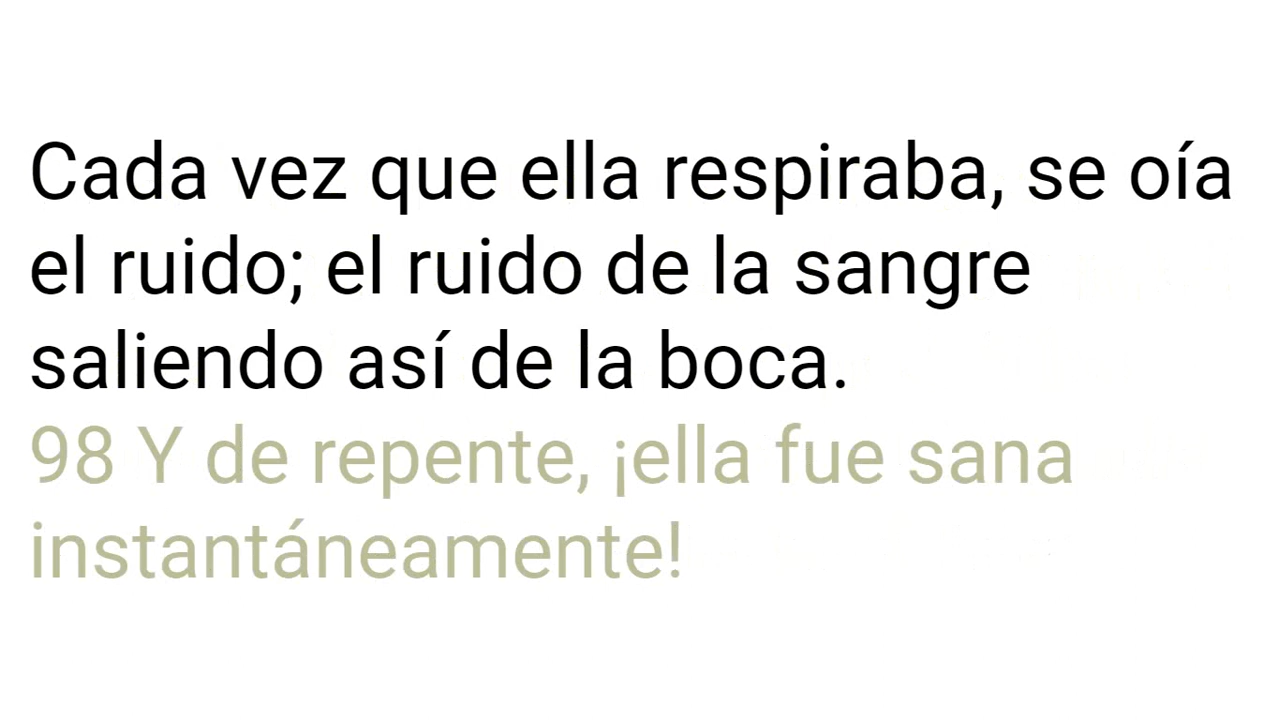 Cada vez que ella respiraba, se oía
el ruido; el ruido de la sangre
saliendo así de la boca.
98 Y de repente, ¡ella fue sana
instantáneamente!